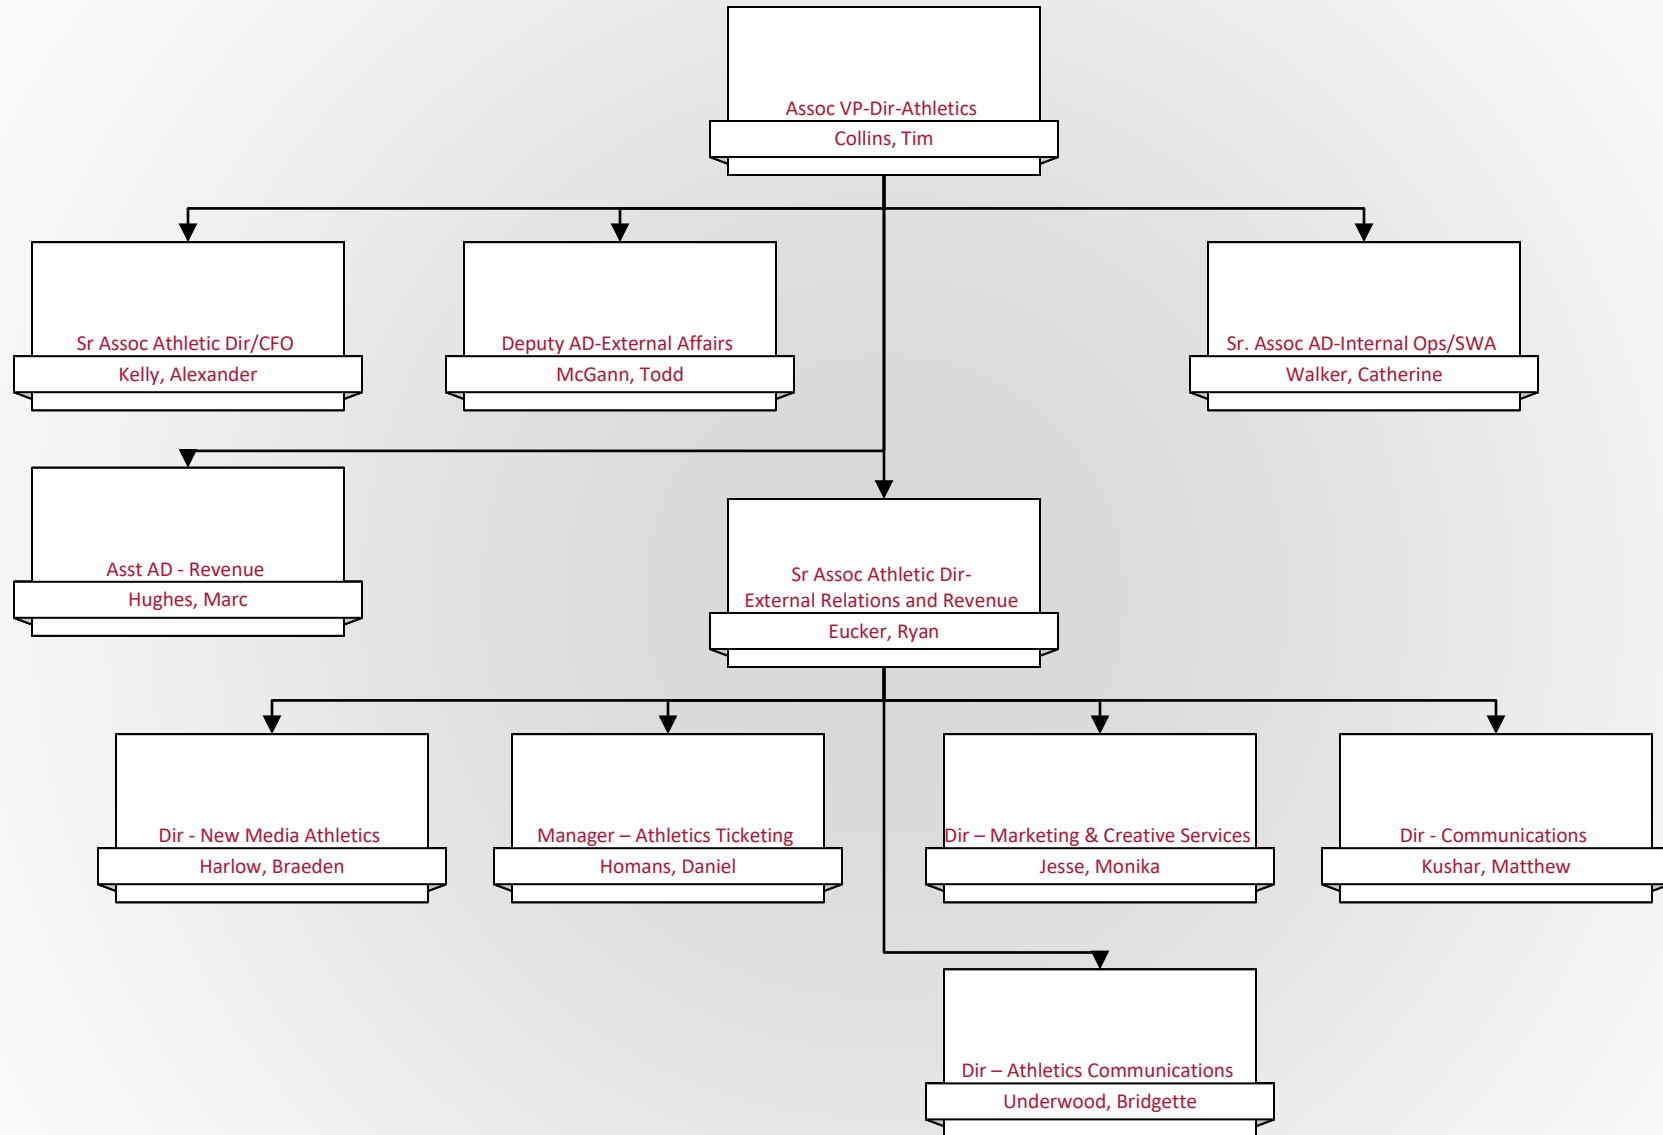 Assoc VP-Dir-Athletics
Collins, Tim
Sr Assoc Athletic Dir/CFO
Kelly, Alexander
Deputy AD-External Affairs
McGann, Todd
Sr. Assoc AD-Internal Ops/SWA
Walker, Catherine
Asst AD - Revenue
Hughes, Marc
Sr Assoc Athletic Dir-
External Relations and Revenue
Eucker, Ryan
Dir - New Media Athletics
Harlow, Braeden
Manager – Athletics Ticketing
Homans, Daniel
Dir – Marketing & Creative Services
Jesse, Monika
Dir - Communications
Kushar, Matthew
Dir – Athletics Communications
Underwood, Bridgette